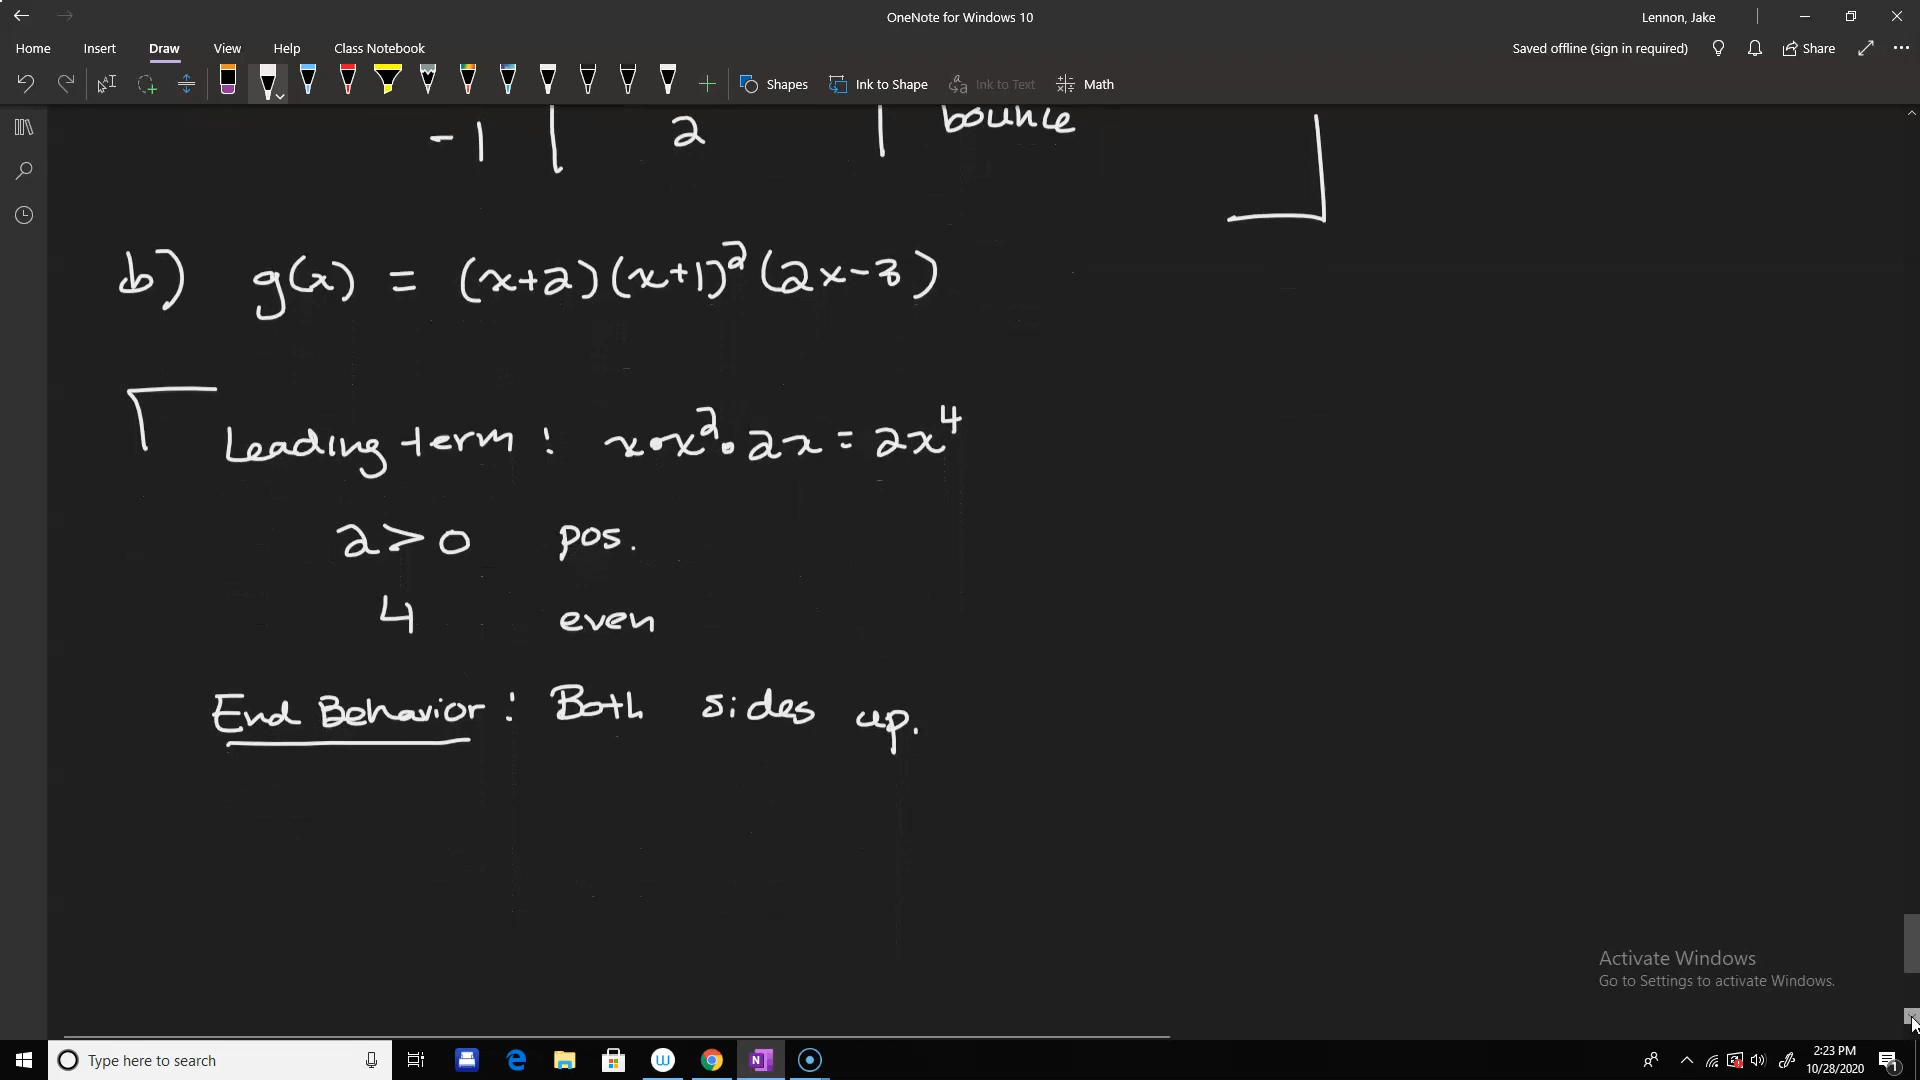 OneNote for Windows 10
Lennon, Jake
Home Insert Draw View Help Class Notebook
Saved offline (sign in required) Share
Shapes Ink to Shape Ink to Text Math
-1 | 2 | bounce
b) g(x) = (x+2)(x+1)² (2x-3)
Leading term : x•x²•2x = 2x⁴
2 > 0 pos.
4 even
End Behavior : Both sides up.
Activate Windows
Go to Settings to activate Windows.
Type here to search
2:23 PM
10/28/2020
1